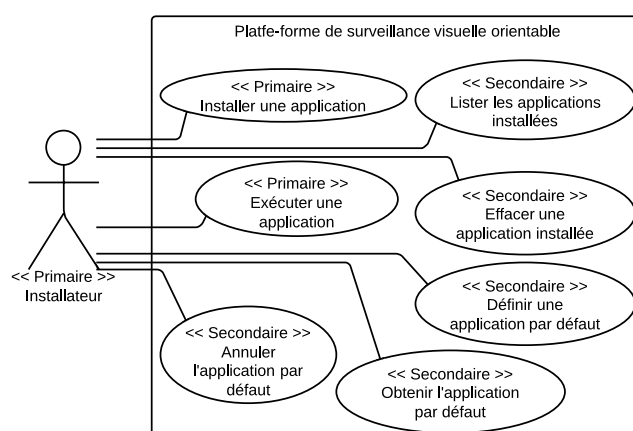 Platfe-forme de surveillance visuelle orientable
<< Primaire >>
Installer une application
<< Secondaire >>
Lister les applications
installées
<< Primaire >>
Exécuter une
application
<< Secondaire >>
Effacer une
application installée
<< Primaire >>
Installateur
<< Secondaire >>
Définir une
application par défaut
<< Secondaire >>
Annuler
l'application par
défaut
<< Secondaire >>
Obtenir l'application
par défaut